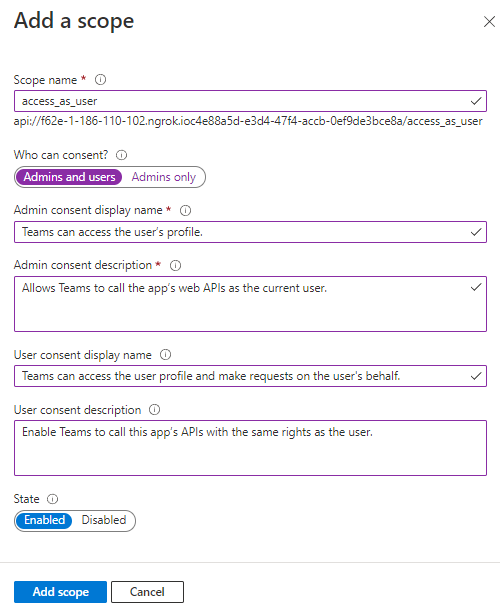 Add a scope
Scope name *
access_as_user
api://f62e-1-186-110-102.ngrok.ioc4e88a5d-e3d4-47f4-accb-0ef9de3bce8a/access_as_user
Who can consent?
Admins and users Admins only
Admin consent display name *
Teams can access the user's profile.
Admin consent description *
Allows Teams to call the app's web APIs as the current user.
User consent display name
Teams can access the user profile and make requests on the user's behalf.
User consent description
Enable Teams to call this app's APIs with the same rights as the user.
State
Enabled Disabled
Add scope Cancel